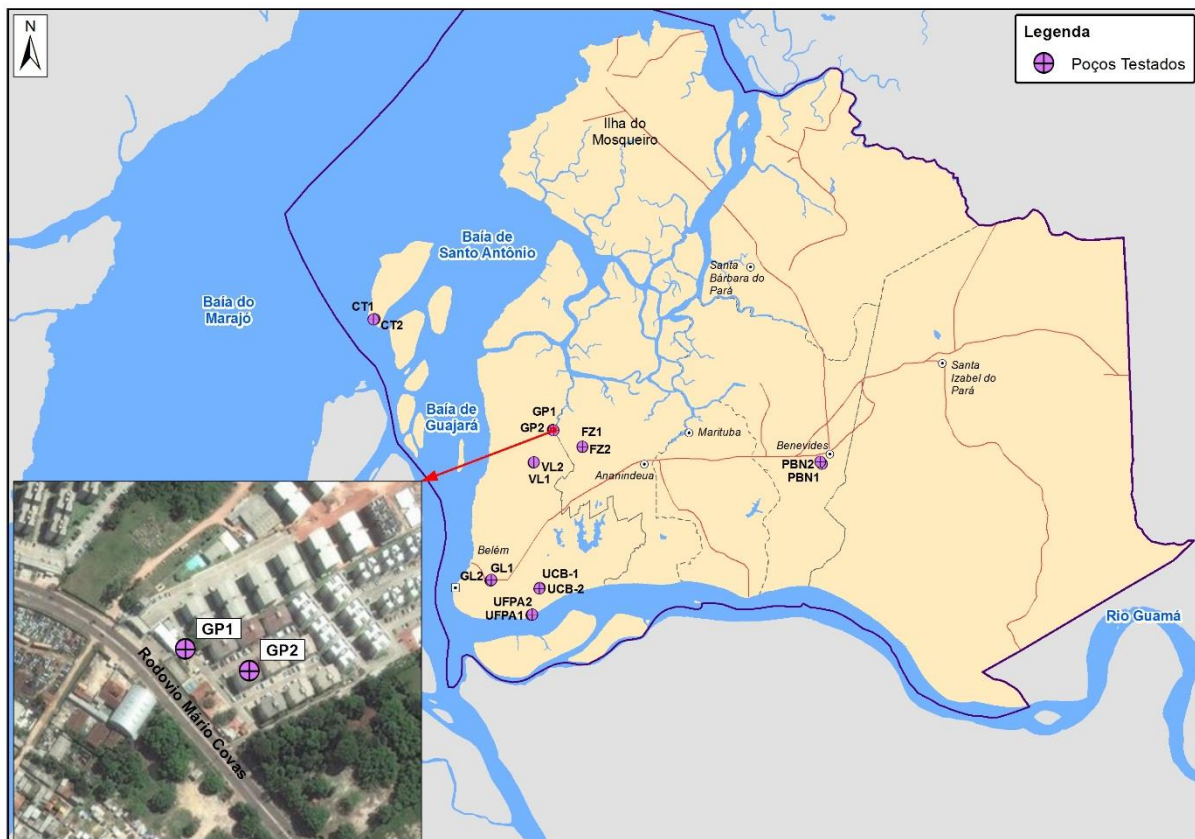 N
Legenda
Poços Testados
Ilha do
Mosqueiro
Baía de
Santo Antônio
Santa
Bárbara do
Pará
Baía do
Marajó
CT1
CT2
Santa
Izabel do
Pará
Baía de
Guajará
GP1
GP2
FZ1
FZ2
Marituba
Benevides
VL2
VL1
Ananindeua
PBN2
PBN1
Belém
GL2
GL1
UCB-1
UCB-2
UFPA2
UFPA1
Rio Guamá
GP1
GP2
Rodovio Mário Covas